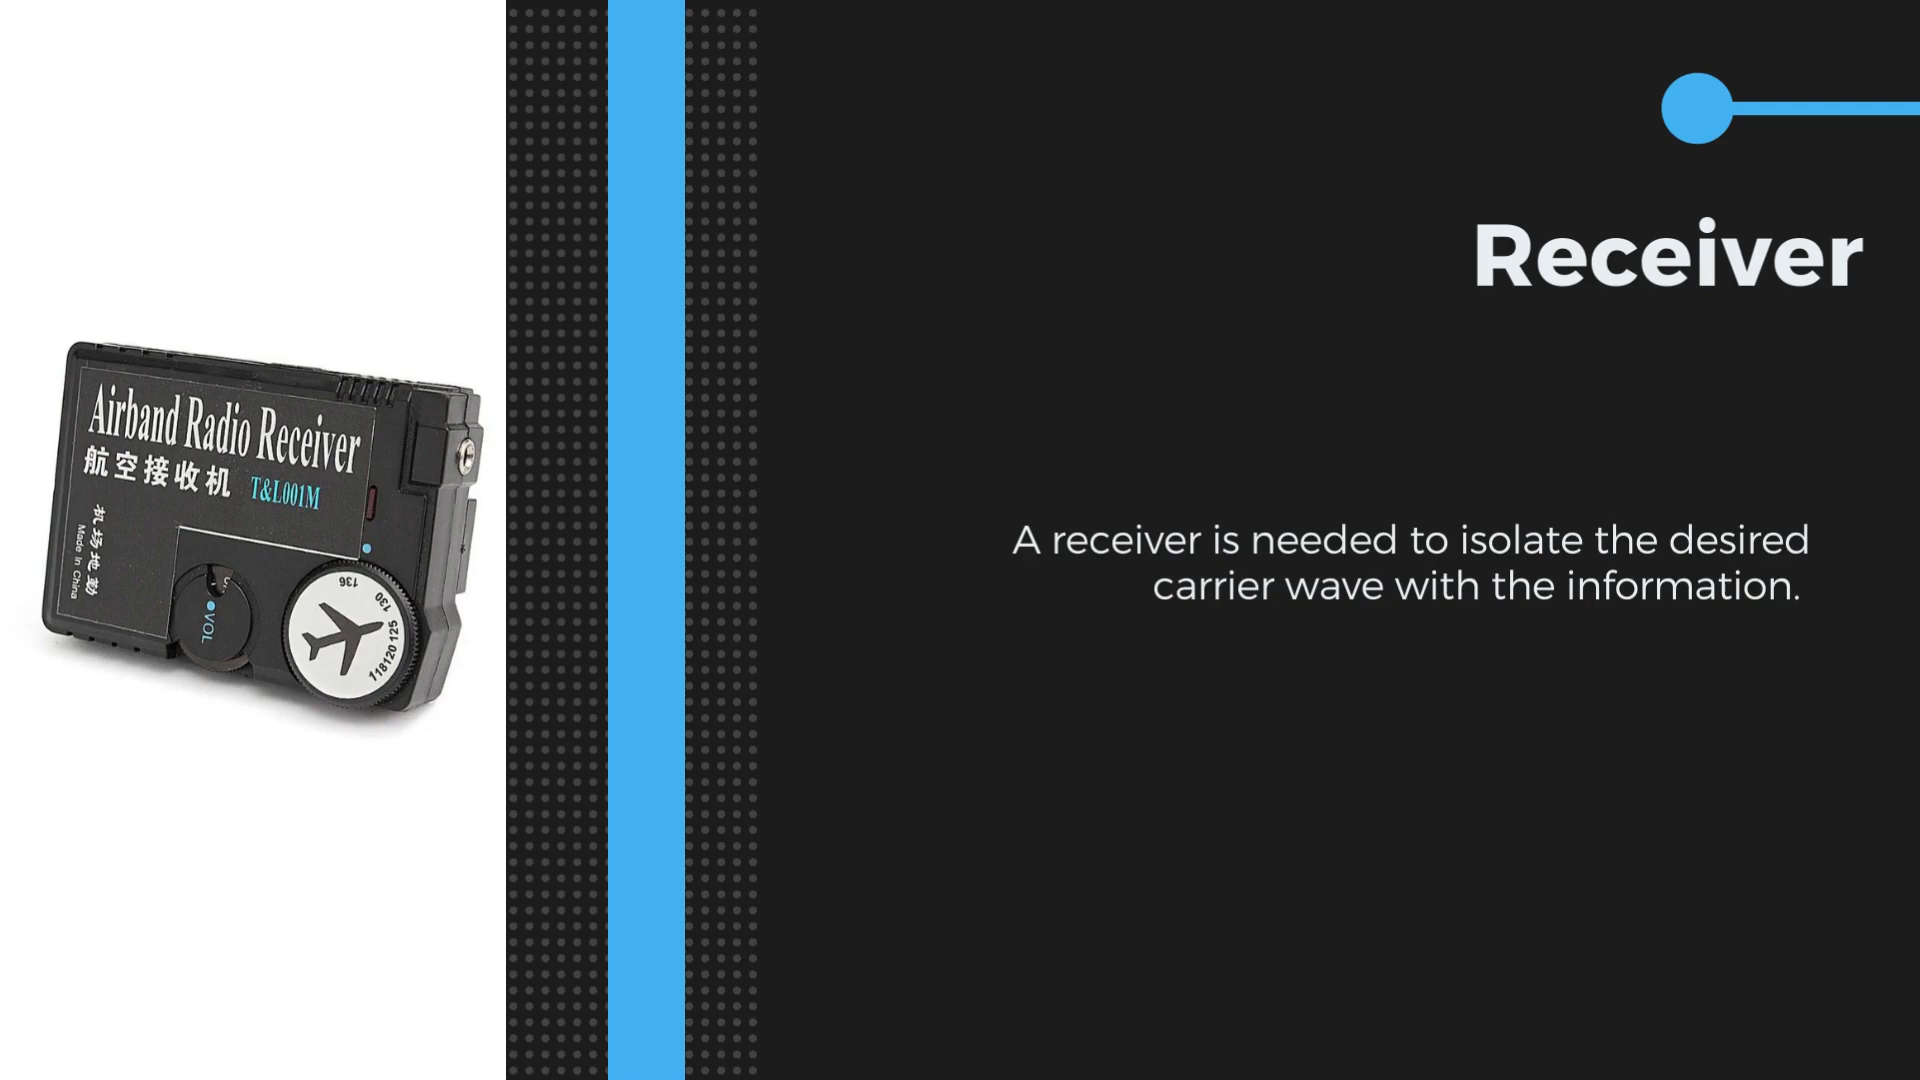 Receiver
A receiver is needed to isolate the desired
carrier wave with the information.
Airband Radio Receiver
航空接收机 T&L001M
机场地勤
Made In China
VOL
136
130
125
120
118